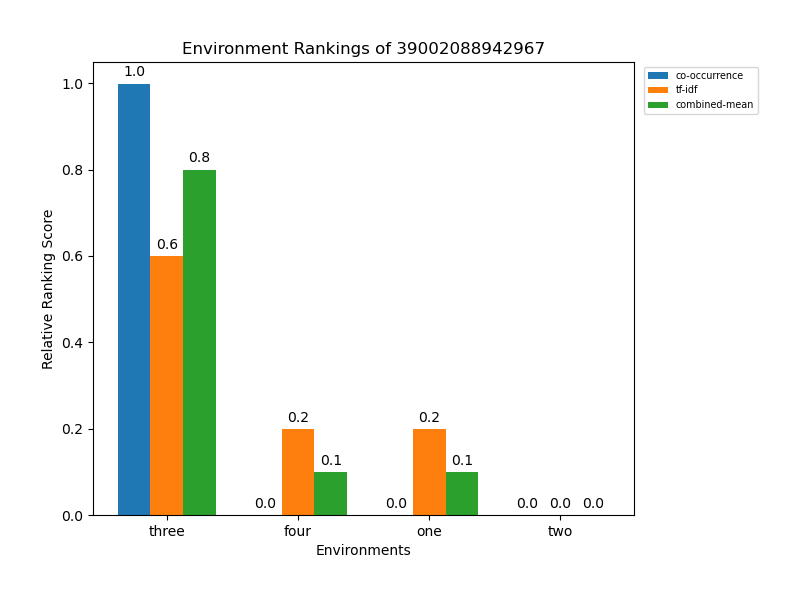 Environment Rankings of 39002088942967
co-occurrence
tf-idf
combined-mean
Relative Ranking Score
1.0
0.8
0.6
0.4
0.2
0.0
1.0
0.6
0.8
0.0
0.2
0.1
0.0
0.2
0.1
0.0 0.0 0.0
three four one two
Environments